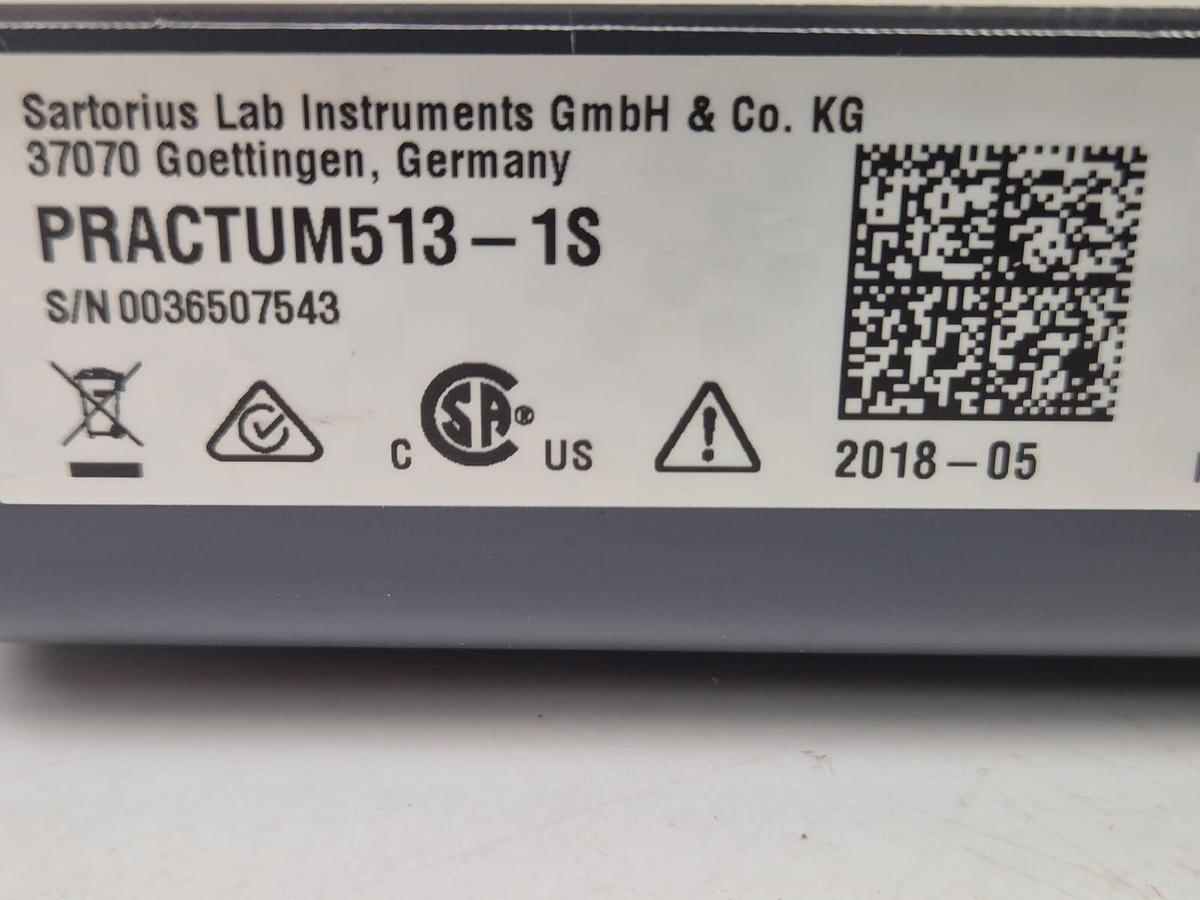 Sartorius Lab Instruments GmbH & Co. KG
37070 Goettingen, Germany
PRACTUM513-1S
S/N 0036507543
C SA® US
2018-05